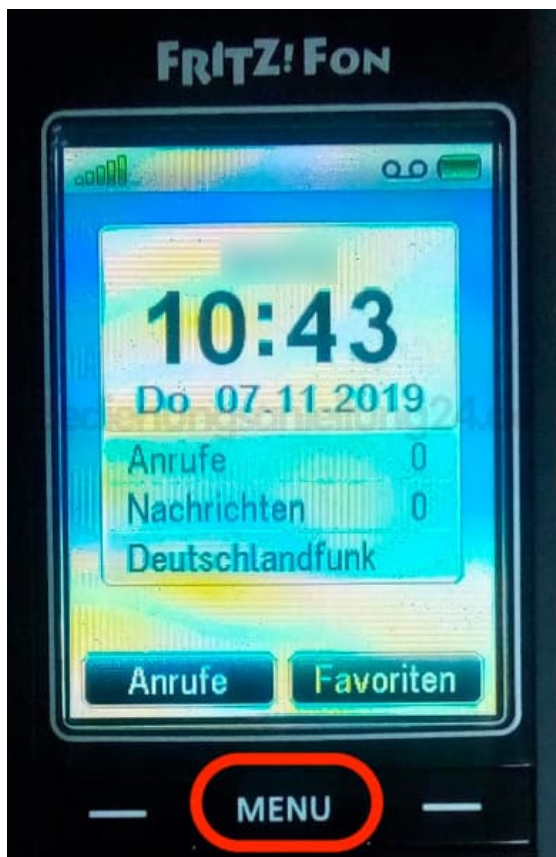 FRITZ! FON
10:43
Do 07.11.2019
Anrufe 0
Nachrichten 0
Deutschlandfunk
Anrufe Favoriten
MENU